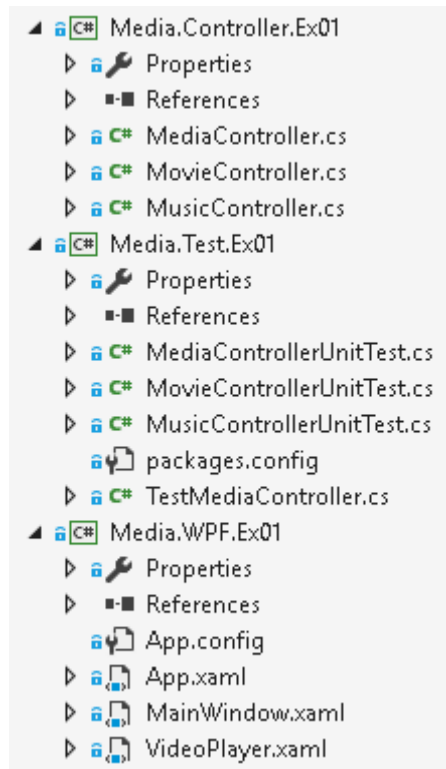 C# Media.Controller.Ex01
Properties
References
C# MediaController.cs
C# MovieController.cs
C# MusicController.cs
C# Media.Test.Ex01
Properties
References
C# MediaControllerUnitTest.cs
C# MovieControllerUnitTest.cs
C# MusicControllerUnitTest.cs
packages.config
C# TestMediaController.cs
C# Media.WPF.Ex01
Properties
References
App.config
App.xaml
MainWindow.xaml
VideoPlayer.xaml